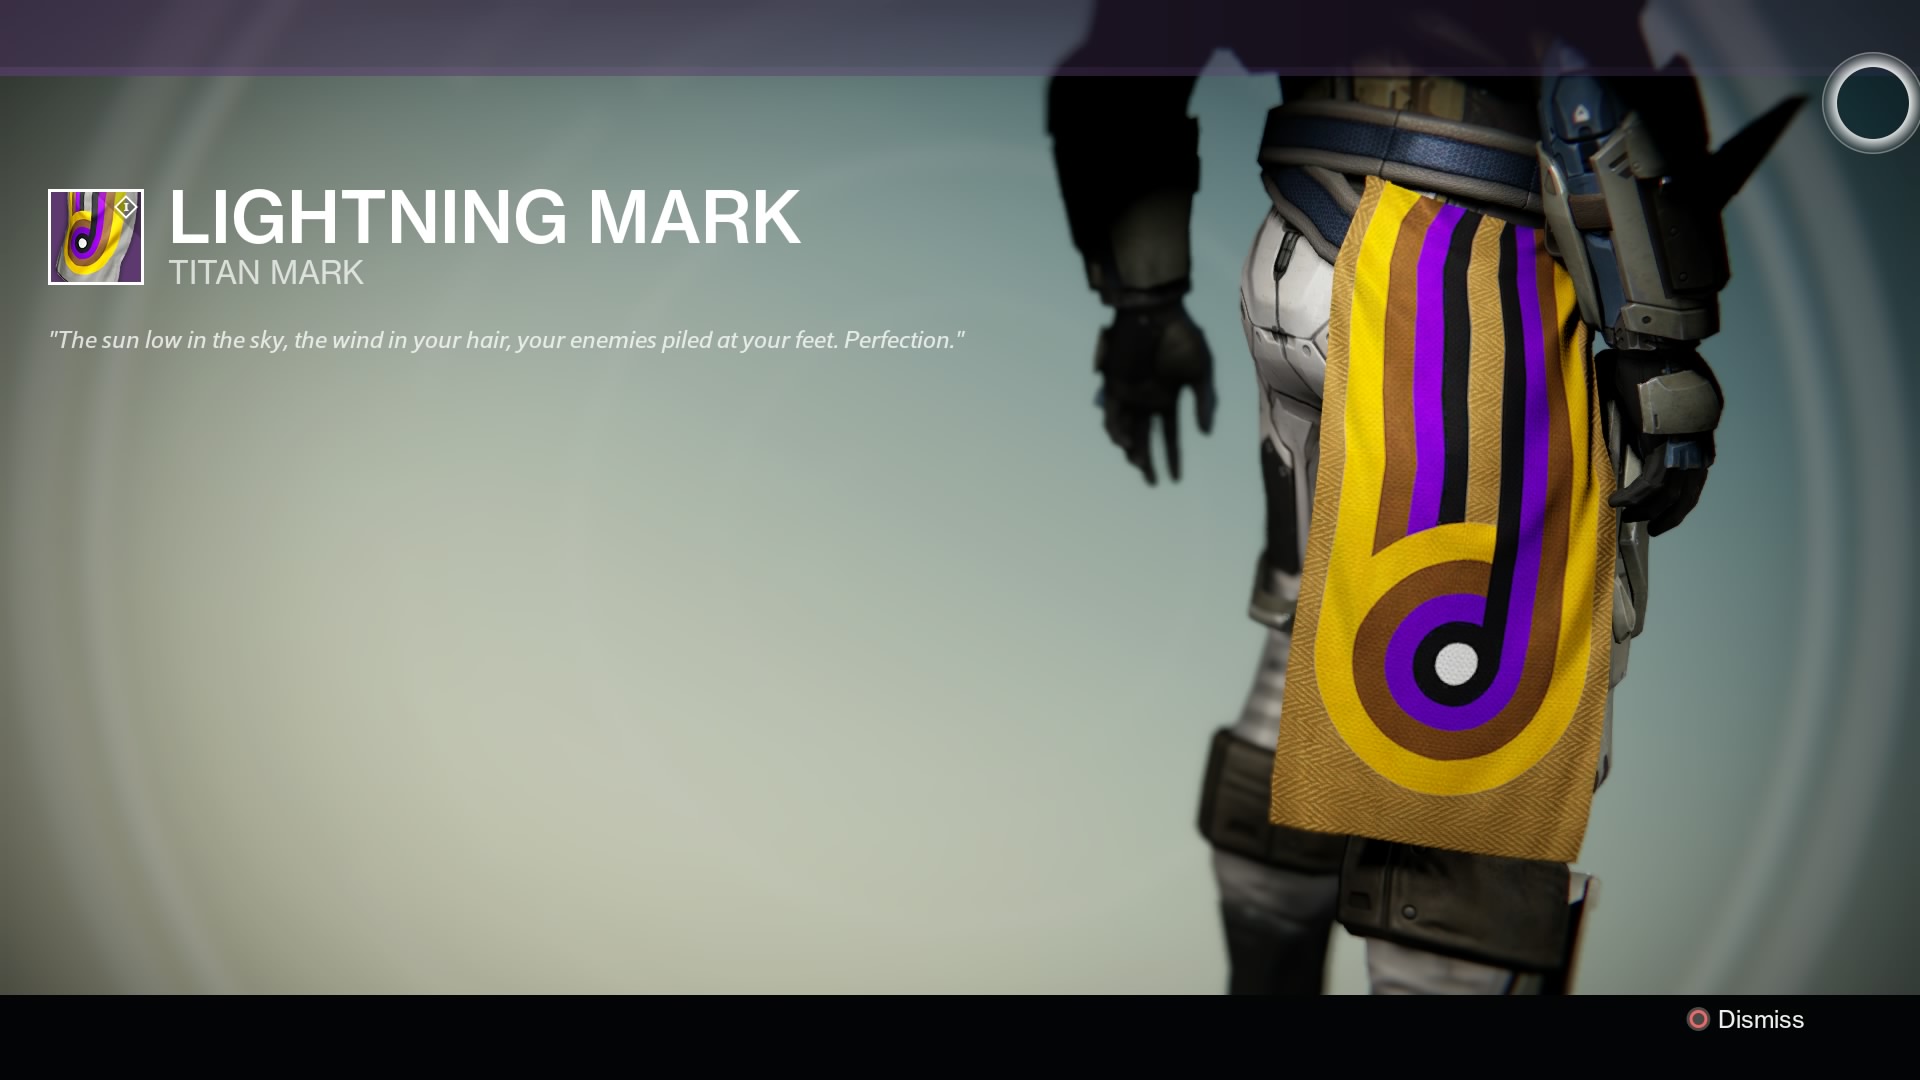 LIGHTNING MARK
TITAN MARK
"The sun low in the sky, the wind in your hair, your enemies piled at your feet. Perfection."
Dismiss